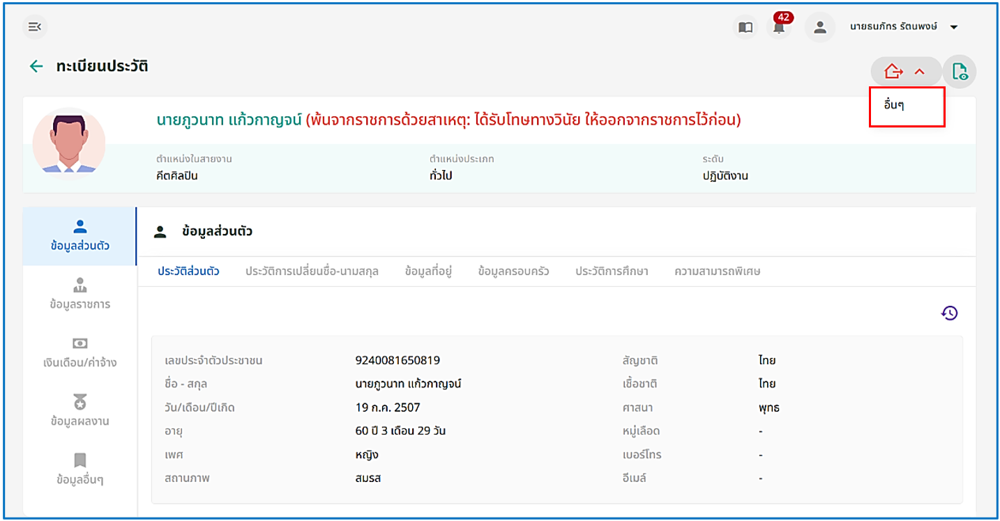 42
นายธนภัทร รัตนพงษ์
ทะเบียนประวัติ
อื่นๆ
นายภูวนาท แก้วกาญจน์ (พ้นจากราชการด้วยสาเหตุ: ได้รับโทษทางวินัย ให้ออกจากราชการไว้ก่อน)
ตำแหน่งในสายงาน ตำแหน่งประเภท ระดับ
คีตศิลปิน ทั่วไป ปฏิบัติงาน
ข้อมูลส่วนตัว
ข้อมูลราชการ
เงินเดือน/ค่าจ้าง
ข้อมูลผลงาน
ข้อมูลอื่นๆ
ข้อมูลส่วนตัว
ประวัติส่วนตัว ประวัติการเปลี่ยนชื่อ-นามสกุล ข้อมูลที่อยู่ ข้อมูลครอบครัว ประวัติการศึกษา ความสามารถพิเศษ
เลขประจำตัวประชาชน 9240081650819 สัญชาติ ไทย
ชื่อ - สกุล นายภูวนาท แก้วกาญจน์ เชื้อชาติ ไทย
วัน/เดือน/ปีเกิด 19 ก.ค. 2507 ศาสนา พุทธ
อายุ 60 ปี 3 เดือน 29 วัน หมู่เลือด -
เพศ หญิง เบอร์โทร -
สถานภาพ สมรส อีเมล์ -